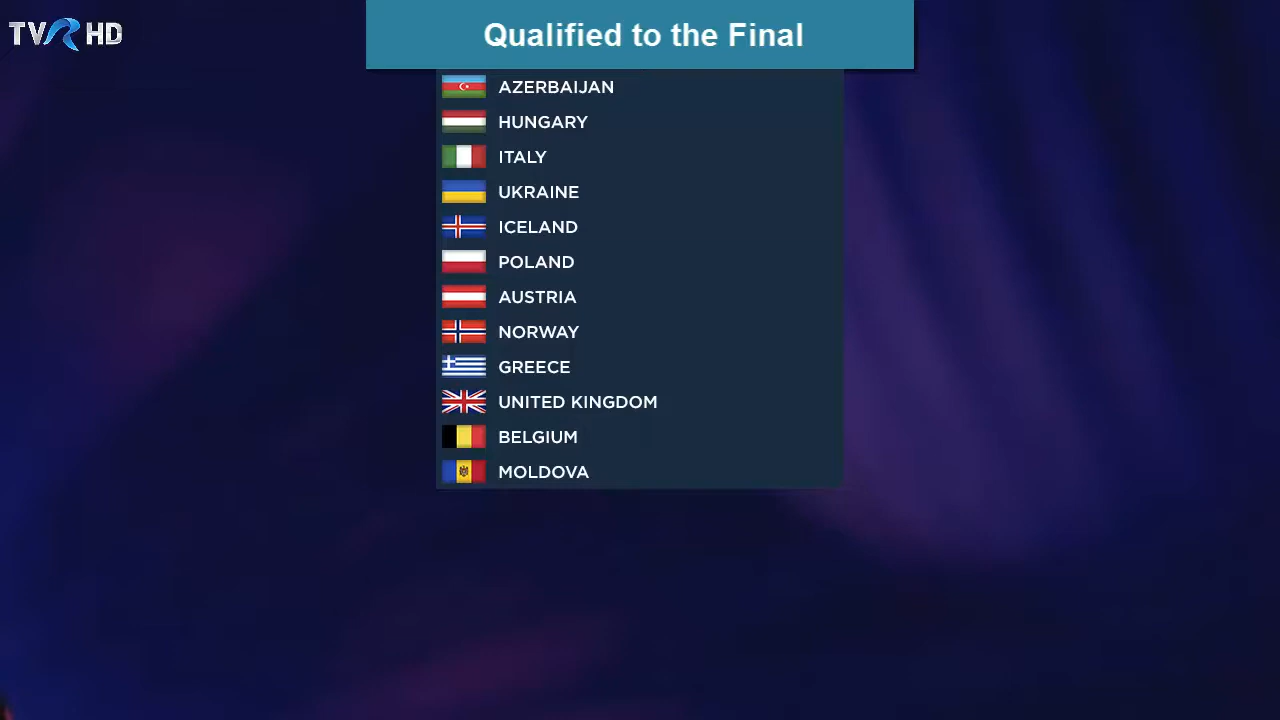 TVR HD
Qualified to the Final
AZERBAIJAN
HUNGARY
ITALY
UKRAINE
ICELAND
POLAND
AUSTRIA
NORWAY
GREECE
UNITED KINGDOM
BELGIUM
MOLDOVA